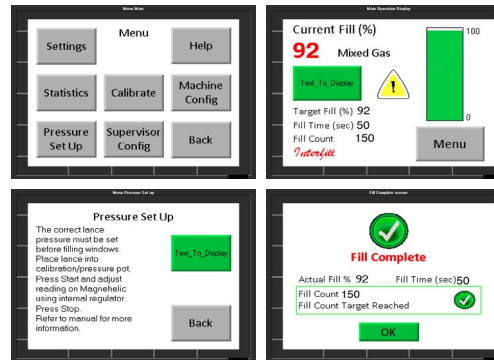 Menu Main
Menu
Settings
Help
Statistics
Calibrate
Machine
Config
Pressure
Set Up
Supervisor
Config
Back
Main Operation Display
Current Fill (%)
92 Mixed Gas
Text_To_Display
Target Fill (%) 92
Fill Time (sec) 50
Fill Count 150
Interfill
100
0
Menu
Menu Pressure Set up
Pressure Set Up
The correct lance
pressure must be set
before filling windows.
Place lance into
calibration/pressure pot.
Press Start and adjust
reading on Magnehelic
using internal regulator.
Press Stop.
Refer to manual for more
information.
Text_To_Display
Back
Fill Complete screen
Fill Complete
Actual Fill % 92 Fill Time (sec)50
Fill Count 150
Fill Count Target Reached
OK